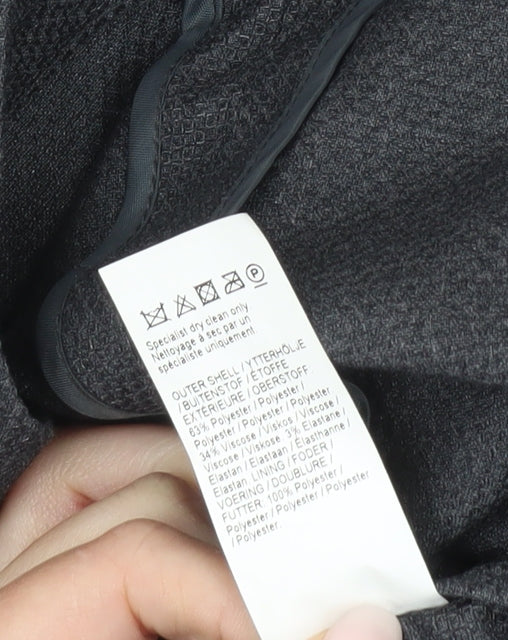 P
Specialist dry clean only
Nettoyage à sec par un
spécialiste uniquement.
OUTER SHELL / YTTERHÖLJE
/ BUITENSTOF / ÉTOFFE
EXTÉRIEURE / OBERSTOFF
63% Polyester / Polyester /
Polyester / Polyester / Polyester
34% Viscose / Viskos / Viscose /
Viscose / Viskose 3% Elastane /
Elastan / Elastaan / Élasthanne /
Elastan. LINING / FODER /
VOERING / DOUBLURE /
FUTTER. 100% Polyester /
Polyester / Polyester / Polyester
/ Polyester.